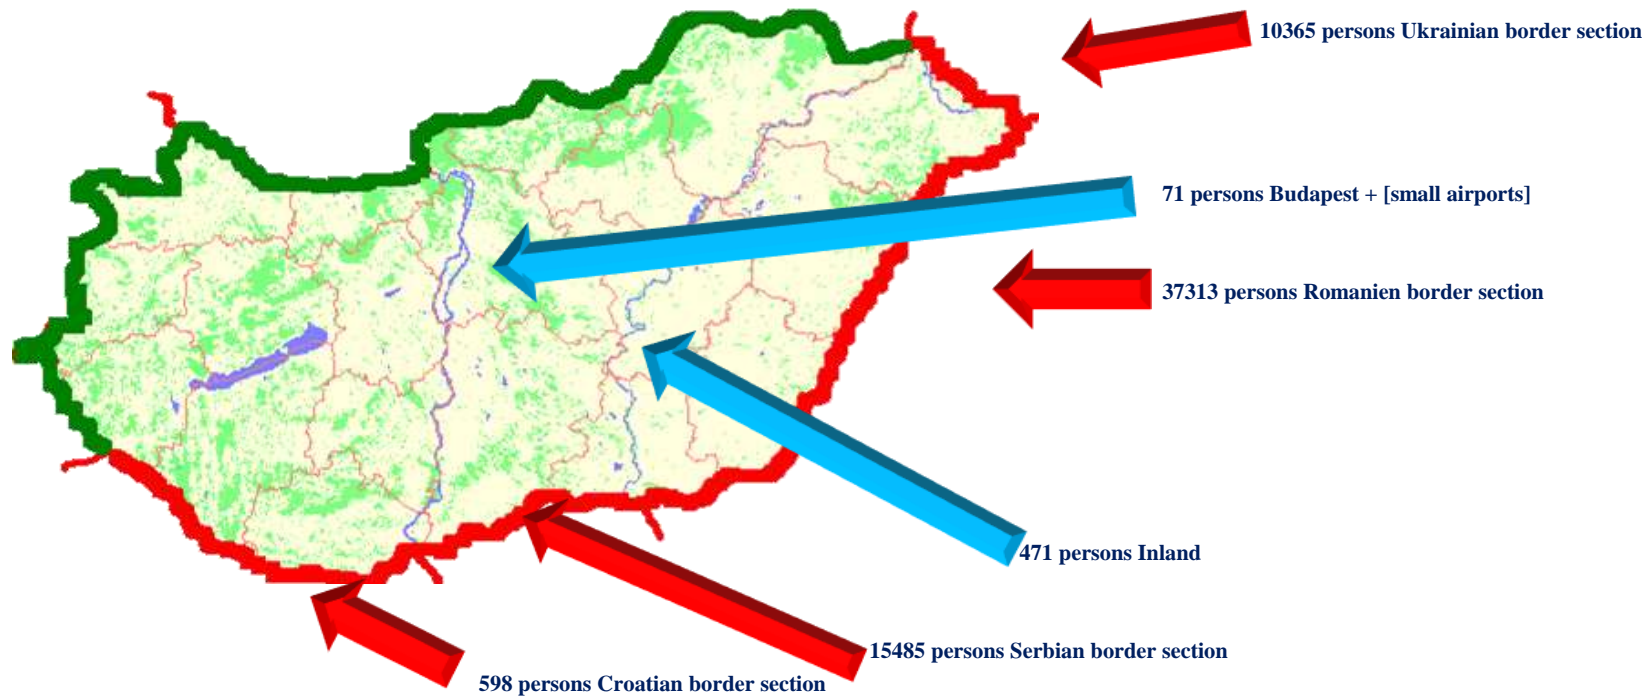 10365 persons Ukrainian border section
71 persons Budapest + [small airports]
37313 persons Romanien border section
471 persons Inland
15485 persons Serbian border section
598 persons Croatian border section